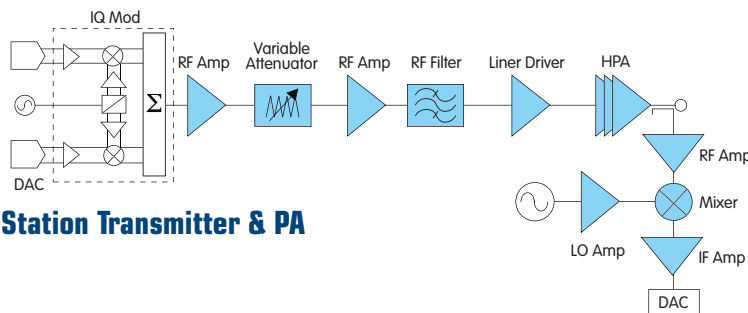 IQ Mod
RF Amp
Variable
Attenuator
RF Amp
RF Filter
Liner Driver
HPA
Σ
DAC
RF Amp
Mixer
Station Transmitter & PA
LO Amp
IF Amp
DAC